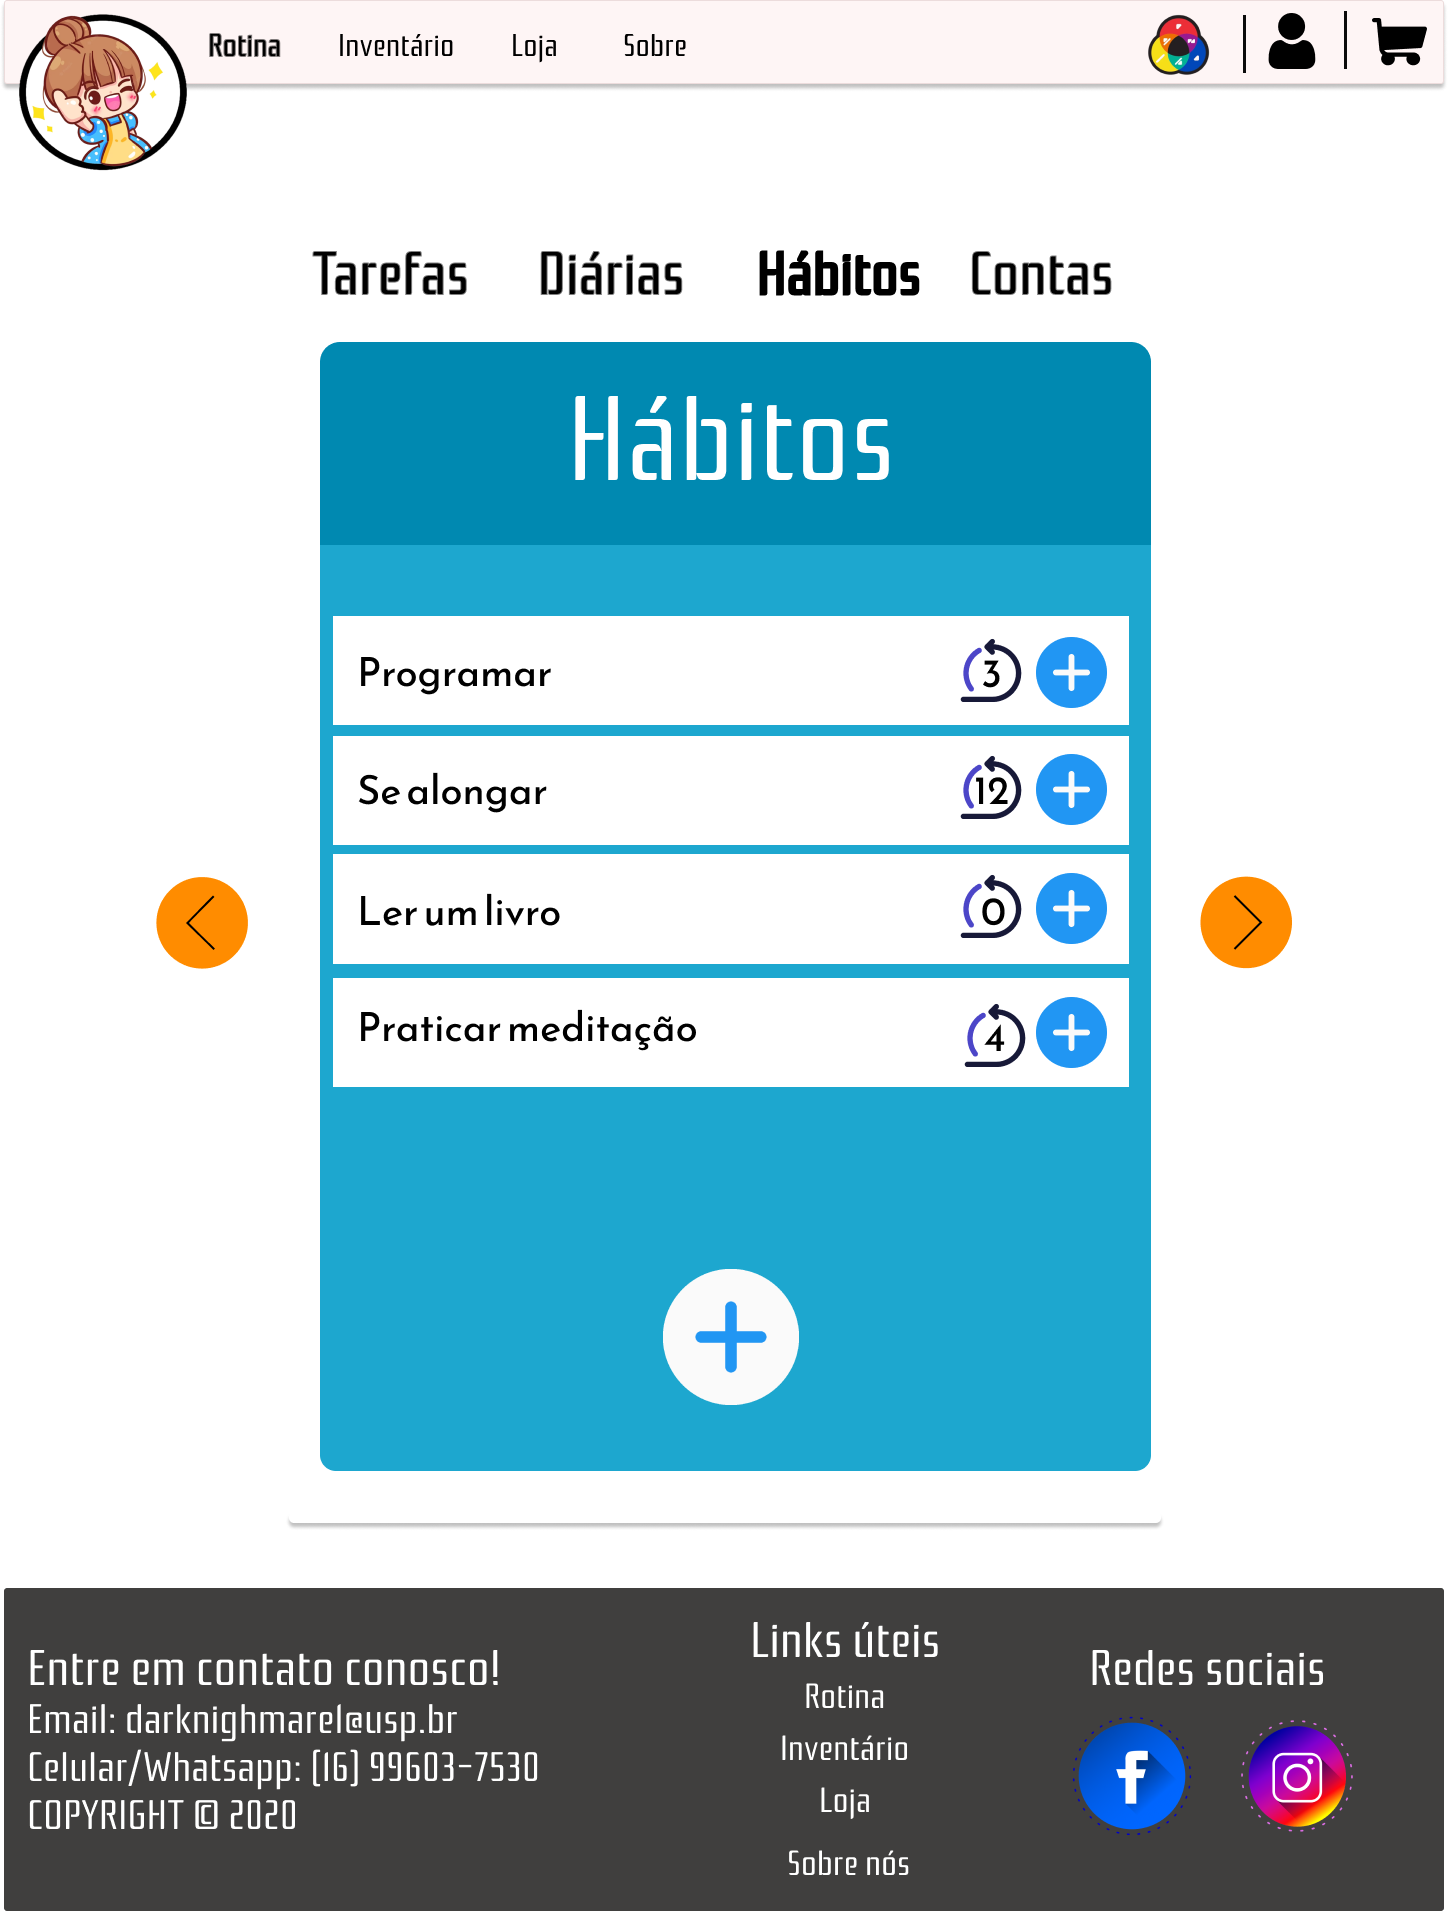 Rotina Inventário Loja Sobre
Tarefas Diárias Hábitos Contas
Hábitos
Programar 3
Se alongar 12
Ler um livro 0
Praticar meditação 4
Entre em contato conosco!
Email: darknighmare1@usp.br
Celular/Whatsapp: (16) 99603-7530
COPYRIGHT © 2020
Links úteis
Rotina
Inventário
Loja
Sobre nós
Redes sociais